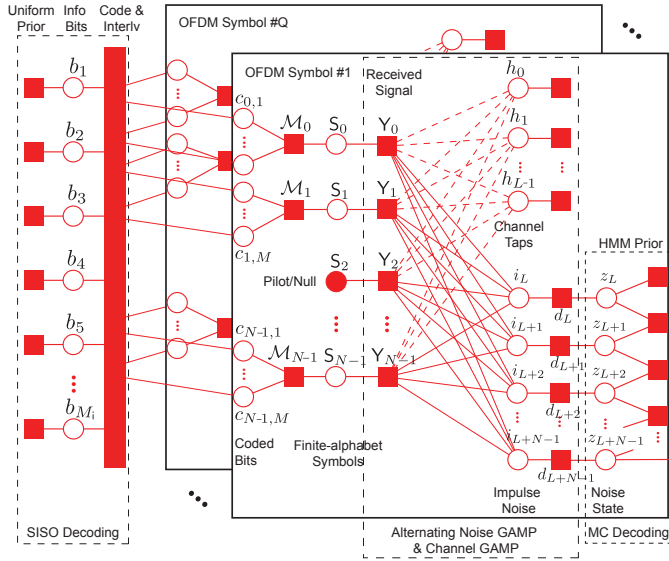 Uniform Prior
Info Bits
Code & Interlv
OFDM Symbol #Q
OFDM Symbol #1
Received Signal
b1
b2
b3
b4
b5
bMi
c0,1
c1,M
cN-1,1
cN-1,M
M0
M1
MN-1
S0
S1
S2
SN-1
Pilot/Null
Y0
Y1
Y2
YN-1
h0
h1
hL-1
Channel Taps
HMM Prior
iL
iL+1
iL+2
iL+N-1
dL
dL+1
dL+2
dL+N-1
zL
zL+1
zL+2
zL+N-1
Coded Bits
Finite-alphabet Symbols
Impulse Noise
Noise State
SISO Decoding
Alternating Noise GAMP & Channel GAMP
MC Decoding